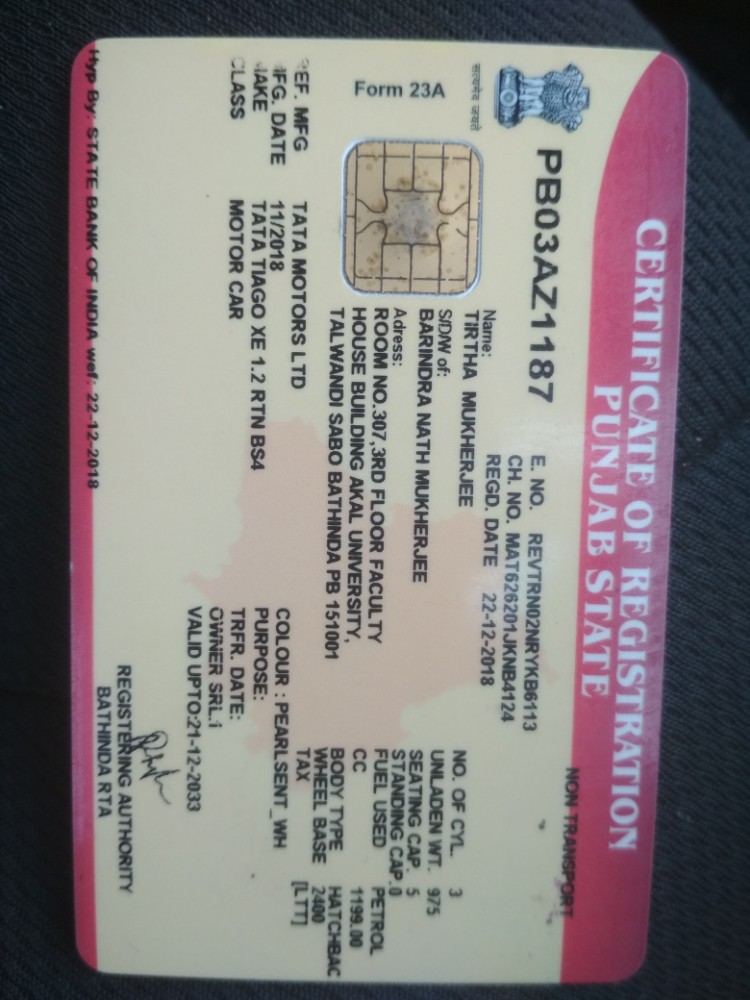 CERTIFICATE OF REGISTRATION
PUNJAB STATE
NON TRANSPORT
सत्यमेव जयते
PB03AZ1187
Form 23A
E. NO. REVTRN02NRYKB6113
CH. NO. MAT626201JKNB4124
REGD. DATE 22-12-2018
Name:
TIRTHA MUKHERJEE
S/D/W of:
BARINDRA NATH MUKHERJEE
Adress:
ROOM NO.307,3RD FLOOR FACULTY
HOUSE BUILDING AKAL UNIVERSITY,
TALWANDI SABO BATHINDA PB 151001
NO. OF CYL. 3
UNLADEN WT. 975
SEATING CAP. 5
STANDING CAP.0
FUEL USED PETROL
CC 1199.00
BODY TYPE HATCHBAC
WHEEL BASE 2400
TAX [LTT]
EF. MFG TATA MOTORS LTD
FG. DATE 11/2018
AKE TATA TIAGO XE 1.2 RTN BS4
CLASS MOTOR CAR
COLOUR : PEARLSENT_WH
PURPOSE:
TRFR. DATE:
OWNER SRL.1
VALID UPTO:21-12-2033
REGISTERING AUTHORITY
BATHINDA RTA
Hyp By: STATE BANK OF INDIA wef: 22-12-2018